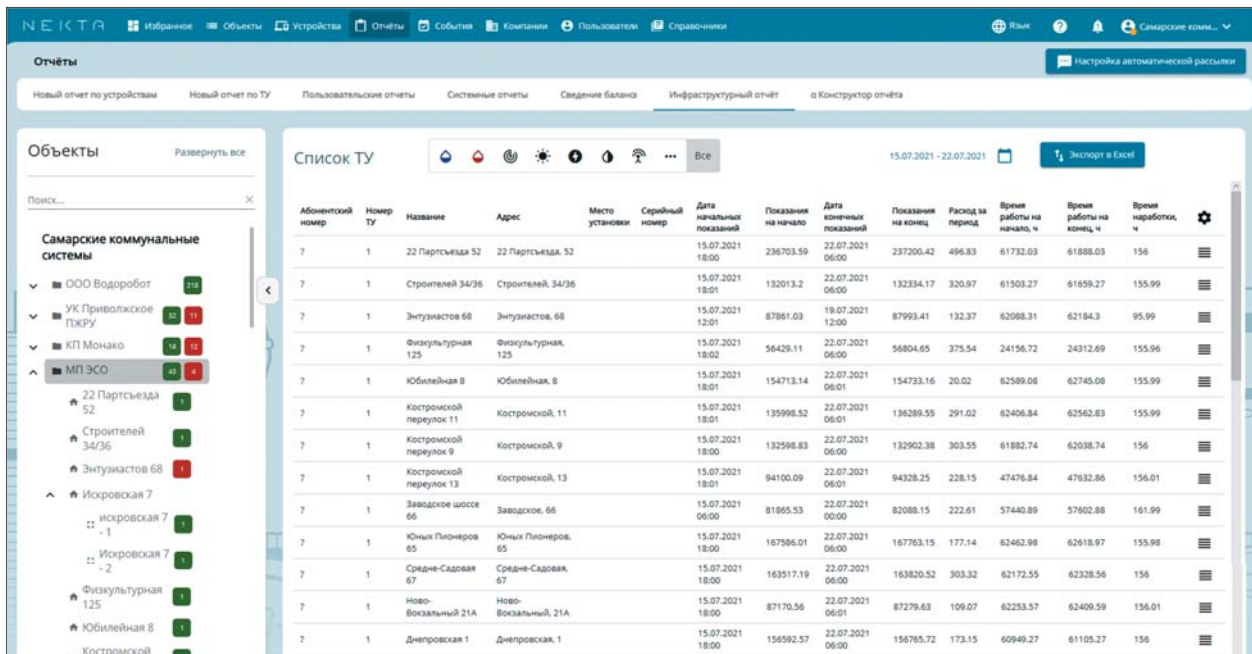 NEKTA Избранное Объекты Устройства Отчёты События Компании Пользователи Справочники Язык Самарские комм...
Отчёты Настройка автоматической рассылки
Новый отчет по устройствам Новый отчет по ТУ Пользовательские отчеты Системные отчеты Сведение баланса Инфраструктурный отчёт α Конструктор отчёта
Объекты Развернуть все
Поиск...
Самарские коммунальные
системы
ООО Водоробот 218
УК Приволжское
ПЖРУ 32 11
КП Монако 18 12
МП ЭСО 45 4
22 Партсъезда
52 1
Строителей
34/36 1
Энтузиастов 68 1
Искровская 7
искровская 7
- 1 1
Искровская 7
- 2 1
Физкультурная
125 1
Юбилейная 8 1
Костромской
Список ТУ Все 15.07.2021 - 22.07.2021 Экспорт в Excel
Абонентский номер Номер ТУ Название Адрес Место установки Серийный номер Дата начальных показаний Показания на начало Дата конечных показаний Показания на конец Расход за период Время работы на начало, ч Время работы на конец, ч Время наработки, ч
? 1 22 Партсъезда 52 22 Партсъезда, 52 15.07.2021 18:00 236703.59 22.07.2021 06:00 237200.42 496.83 61732.03 61888.03 156
? 1 Строителей 34/36 Строителей, 34/36 15.07.2021 18:01 132013.2 22.07.2021 06:00 132334.17 320.97 61503.27 61659.27 155.99
? 1 Энтузиастов 68 Энтузиастов, 68 15.07.2021 12:01 87861.03 19.07.2021 12:00 87993.41 132.37 62088.31 62184.3 95.99
? 1 Физкультурная 125 Физкультурная, 125 15.07.2021 18:02 56429.11 22.07.2021 06:00 56804.65 375.54 24156.72 24312.69 155.96
? 1 Юбилейная 8 Юбилейная, 8 15.07.2021 18:01 154713.14 22.07.2021 06:01 154733.16 20.02 62589.08 62745.08 155.99
? 1 Костромской переулок 11 Костромской, 11 15.07.2021 18:01 135998.52 22.07.2021 06:01 136289.55 291.02 62406.84 62562.83 155.99
? 1 Костромской переулок 9 Костромской, 9 15.07.2021 18:00 132598.83 22.07.2021 06:00 132902.38 303.55 61882.74 62038.74 156
? 1 Костромской переулок 13 Костромской, 13 15.07.2021 18:01 94100.09 22.07.2021 06:01 94328.25 228.15 47476.84 47632.86 156.01
? 1 Заводское шоссе 66 Заводское, 66 15.07.2021 06:00 81865.53 22.07.2021 00:00 82088.15 222.61 57440.89 57602.88 161.99
? 1 Юных Пионеров 65 Юных Пионеров, 65 15.07.2021 18:00 167586.01 22.07.2021 06:00 167763.15 177.14 62462.98 62618.97 155.98
? 1 Средне-Садовая 67 Средне-Садовая, 67 15.07.2021 18:00 163517.19 22.07.2021 06:00 163820.52 303.32 62172.55 62328.56 156
? 1 Ново-Вокзальный 21А Ново-Вокзальный, 21А 15.07.2021 18:00 87170.56 22.07.2021 06:01 87279.63 109.07 62253.57 62409.59 156.01
? 1 Днепровская 1 Днепровская, 1 15.07.2021 18:00 156592.57 22.07.2021 06:00 156765.72 173.15 60949.27 61105.27 156